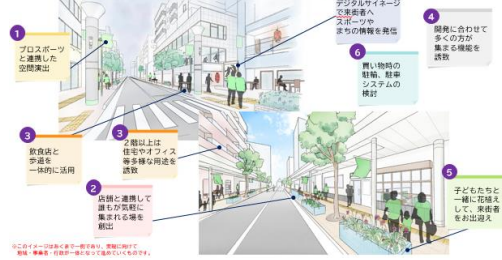 1
プロスポーツ
と連携した
空間演出
デジタルサイネージ
で来街者へ
スポーツや
まちの情報を発信
4
開発に合わせて
多くの方が
集まる機能を
誘致
6
買い物時の
駐輪、駐車
システムの
検討
3
飲食店と
歩道を
一体的に活用
3
２階以上は
住宅やオフィス
等多様な用途を
誘致
2
店舗と連携して
誰もが気軽に
集まれる場を
創出
5
子どもたちと
一緒に花植え
して、来街者
をお出迎え
※このイメージはあくまで一例であり、実現に向けて
地域・事業者・行政が一体となって進めていくものです。